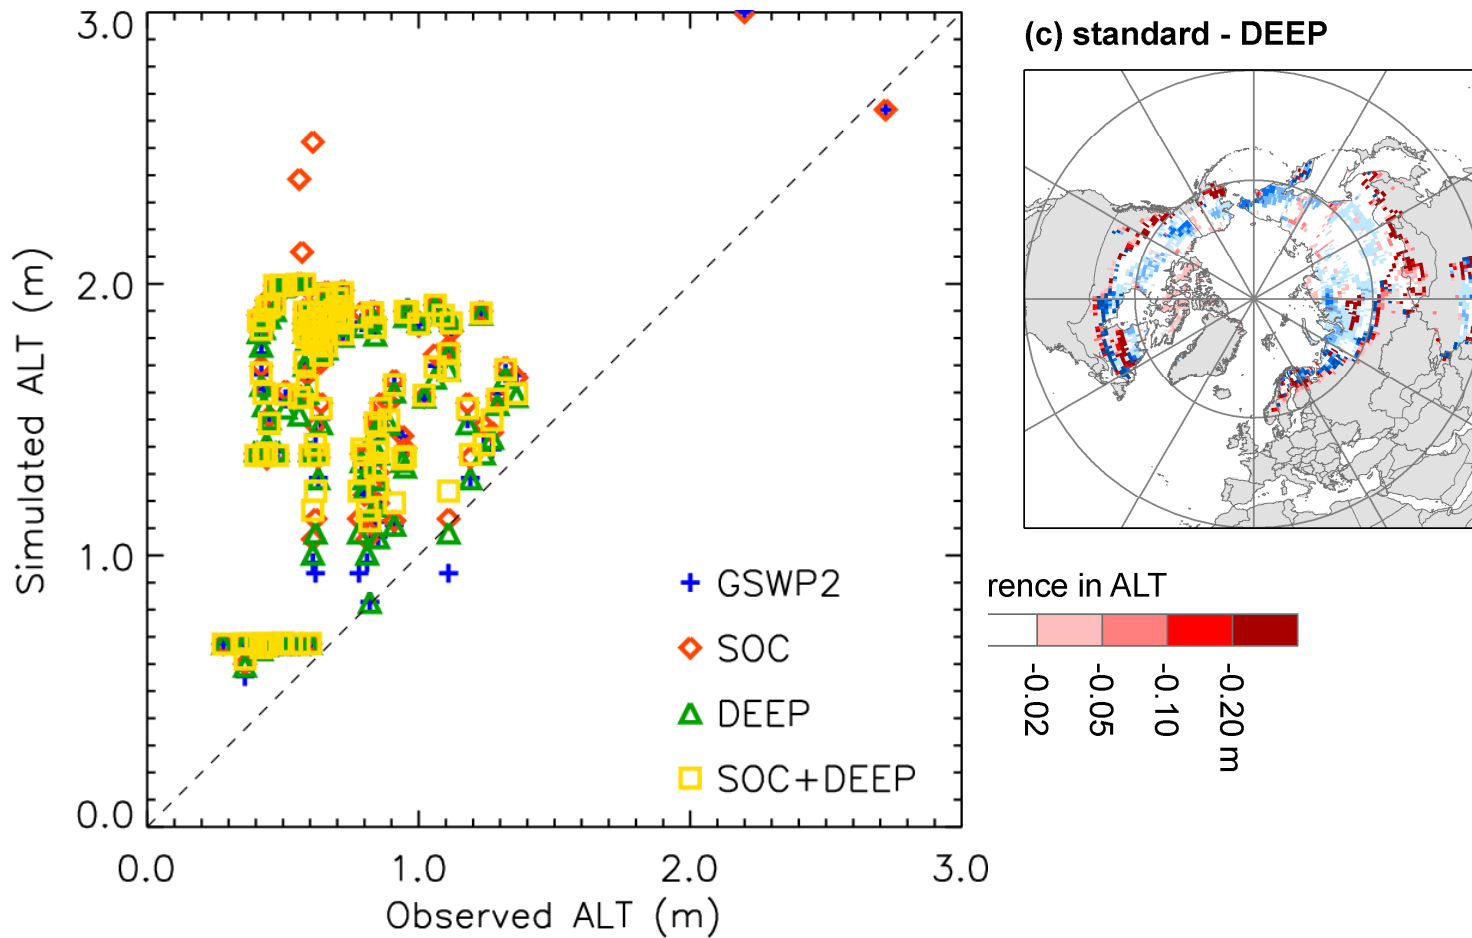 3.0
2.0
1.0
0.0
0.0
1.0
2.0
3.0
Simulated ALT (m)
Observed ALT (m)
GSWP2
SOC
DEEP
SOC+DEEP
(c) standard - DEEP
rence in ALT
-0.02
-0.05
-0.10
-0.20 m